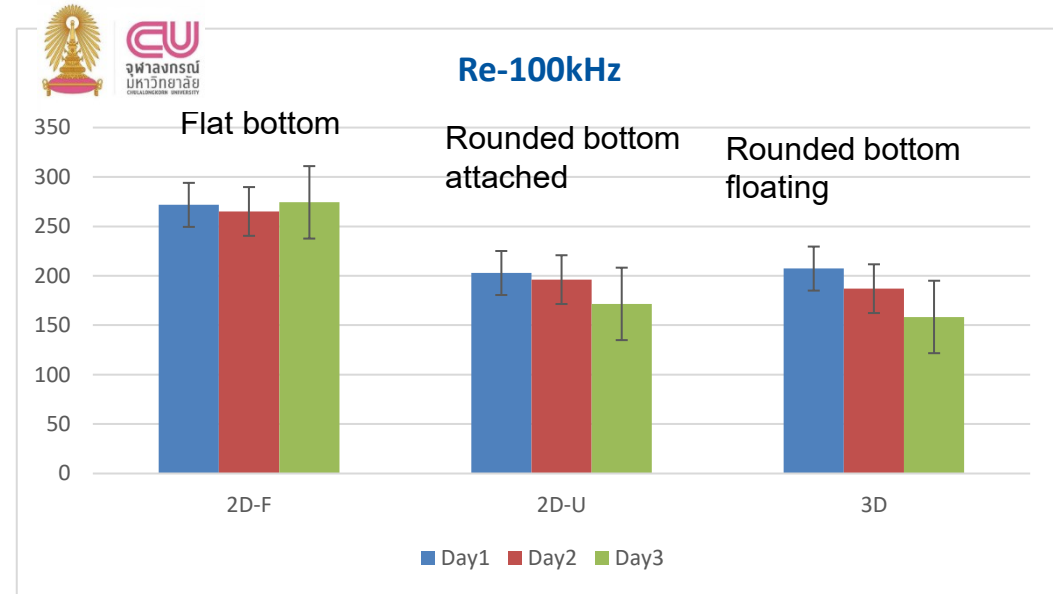 จุฬาลงกรณ์
มหาวิทยาลัย
CHULALONGKORN UNIVERSITY
Re-100kHz
Flat bottom
Rounded bottom
attached
Rounded bottom
floating
350
300
250
200
150
100
50
0
2D-F
2D-U
3D
Day1
Day2
Day3